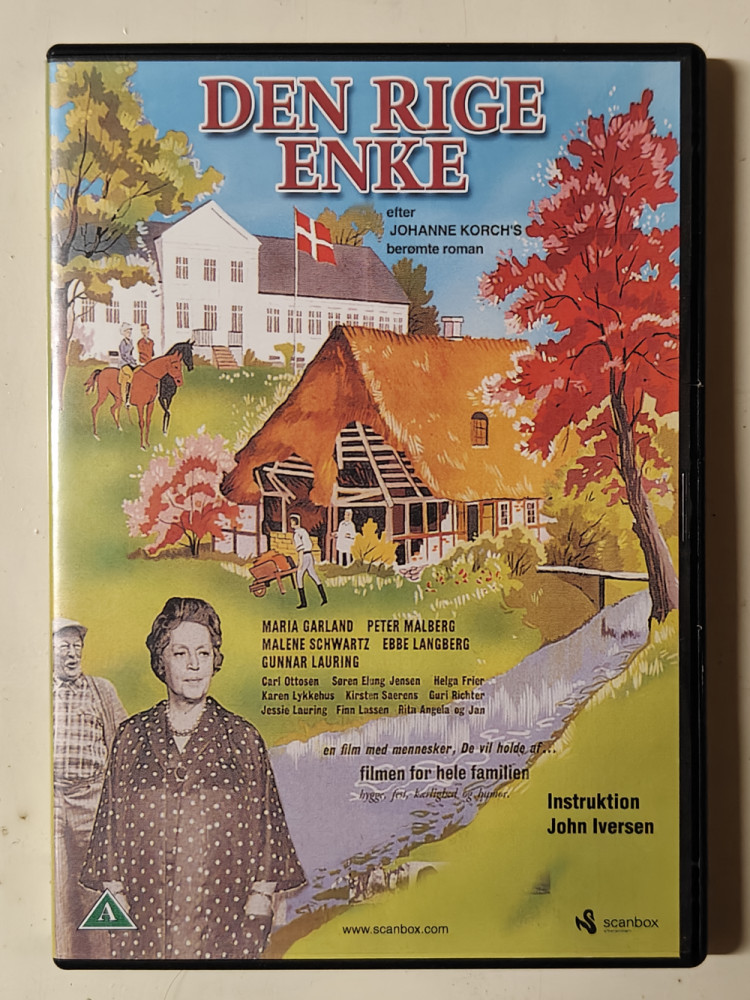 DEN RIGE
ENKE
efter
JOHANNE KORCH'S
berømte roman
MARIA GARLAND PETER MALBERG
MALENE SCHWARTZ EBBE LANGBERG
GUNNAR LAURING
Carl Ottosen Søren Elung Jensen Helga Frier
Karen Lykkehus Kirsten Saerens Guri Richter
Jessie Lauring Finn Lassen Rita Angela og Jan
en film med mennesker, De vil holde af...
filmen for hele familien
hygge, fest, kærlighed og humor.
Instruktion
John Iversen
A
www.scanbox.com
scanbox